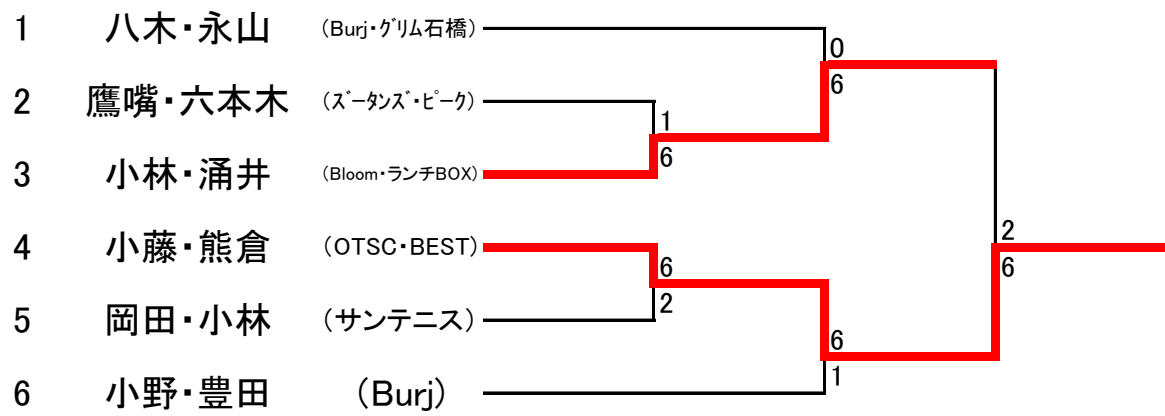 1 八木・永山 (Burj・グリム石橋)
0
6
2 鷹嘴・六本木 (ズータンズ・ピーク)
1
6
3 小林・涌井 (Bloom・ランチBOX)
4 小藤・熊倉 (OTSC・BEST)
2
6
6
2
5 岡田・小林 (サンテニス)
6
1
6 小野・豊田 (Burj)